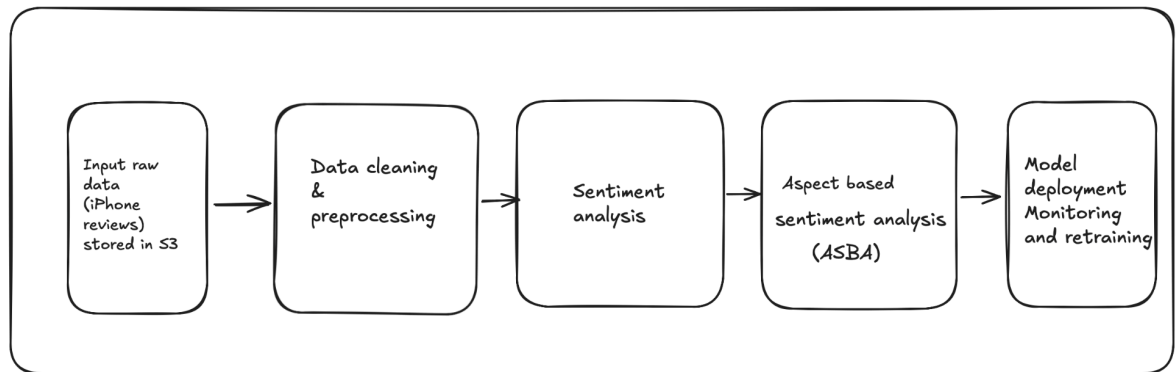 Input raw
data
(iPhone
reviews)
stored in S3
Data cleaning
&
preprocessing
Sentiment
analysis
Aspect based
sentiment analysis
(ASBA)
Model
deployment
Monitoring
and retraining